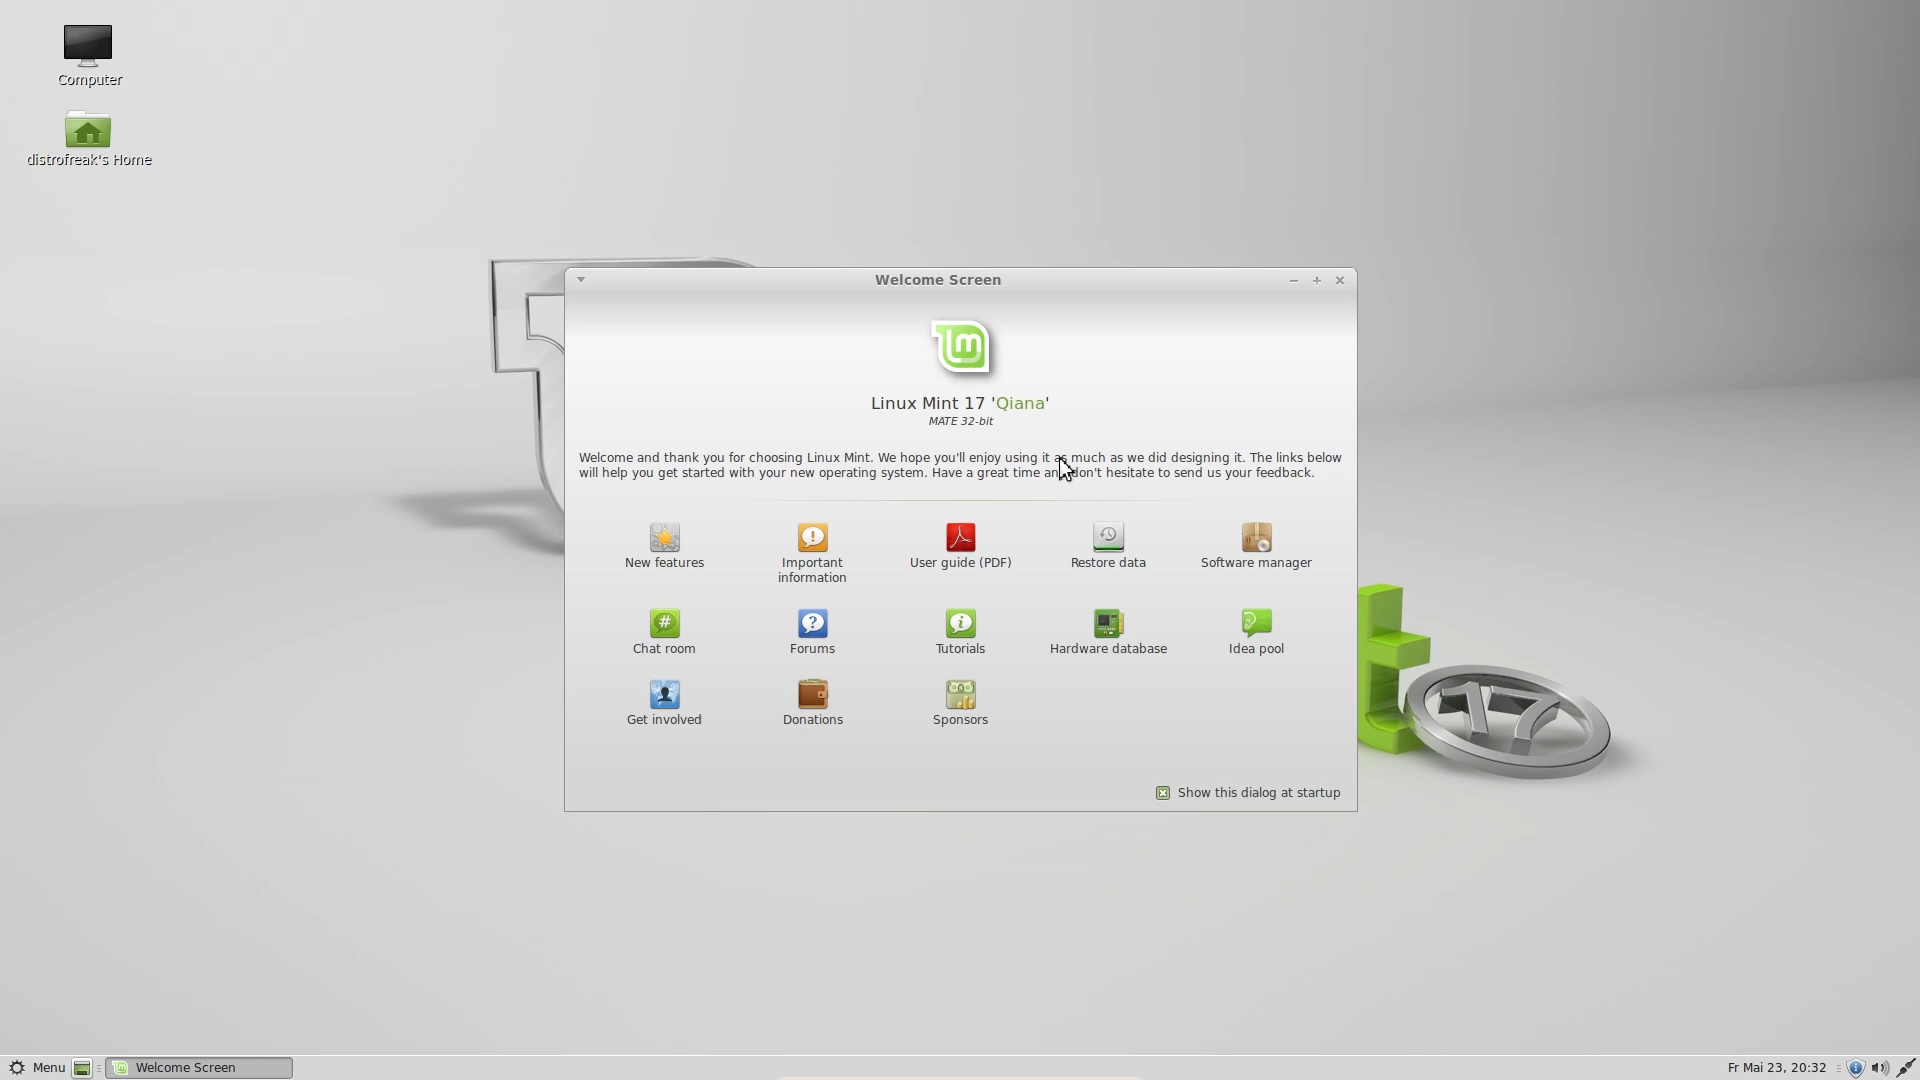 Computer
distrofreak's Home
Welcome Screen
lm
Linux Mint 17 'Qiana'
MATE 32-bit
Welcome and thank you for choosing Linux Mint. We hope you'll enjoy using it as much as we did designing it. The links below
will help you get started with your new operating system. Have a great time and don't hesitate to send us your feedback.
New features
Important
information
User guide (PDF)
Restore data
Software manager
Chat room
Forums
Tutorials
Hardware database
Idea pool
Get involved
Donations
Sponsors
t
17
Show this dialog at startup
Menu
Welcome Screen
Fr Mai 23, 20:32